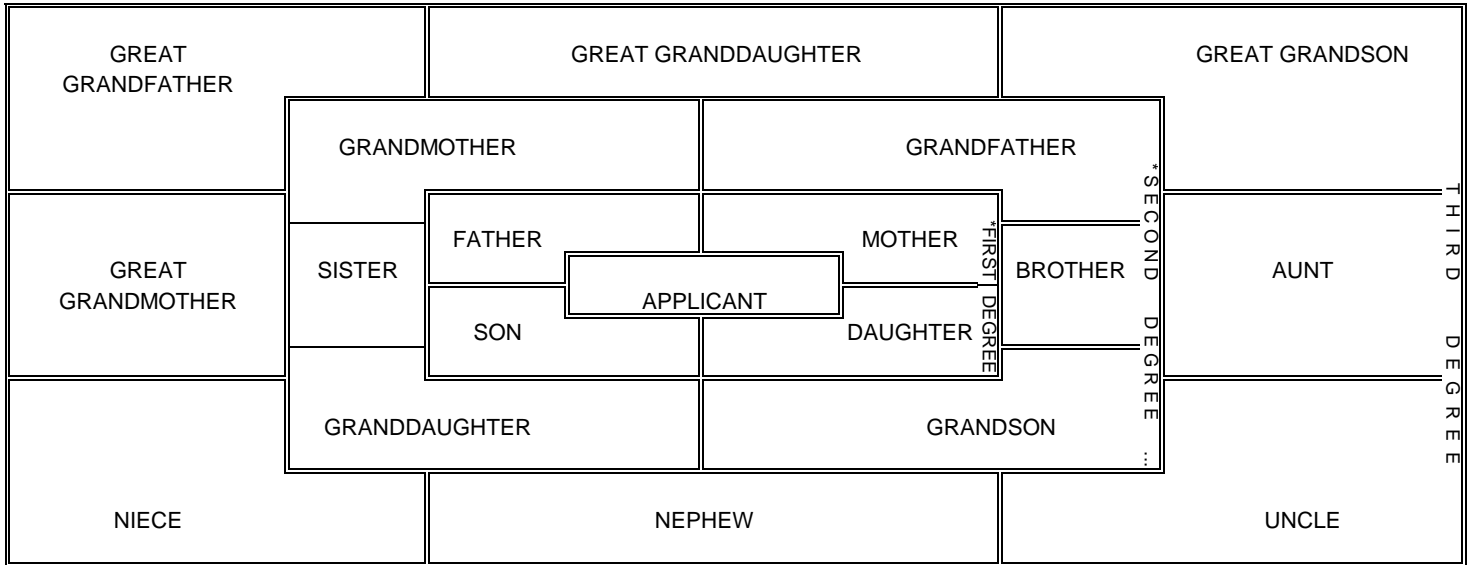 GREAT
GRANDFATHER
GREAT GRANDDAUGHTER
GREAT GRANDSON
GRANDMOTHER
GRANDFATHER
GREAT
GRANDMOTHER
SISTER
FATHER
MOTHER
*FIRST DEGREE
BROTHER
*SECOND DEGREE ...
AUNT
THIRD DEGREE
APPLICANT
SON
DAUGHTER
GRANDDAUGHTER
GRANDSON
NIECE
NEPHEW
UNCLE